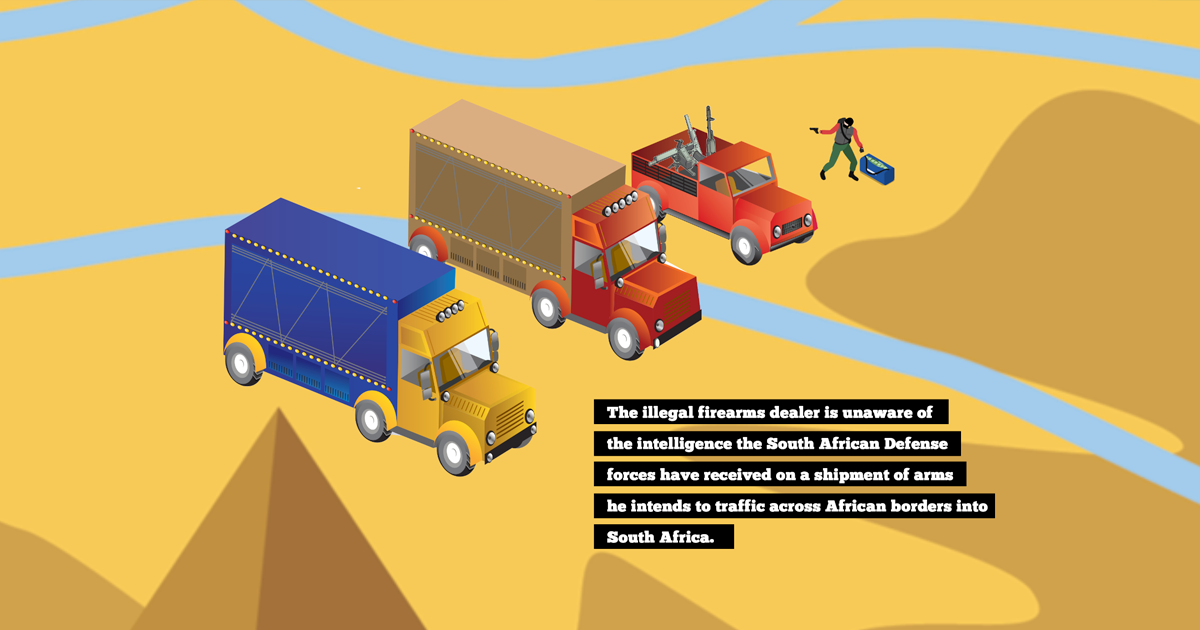 The illegal firearms dealer is unaware of
the intelligence the South African Defense
forces have received on a shipment of arms
he intends to traffic across African borders into
South Africa.